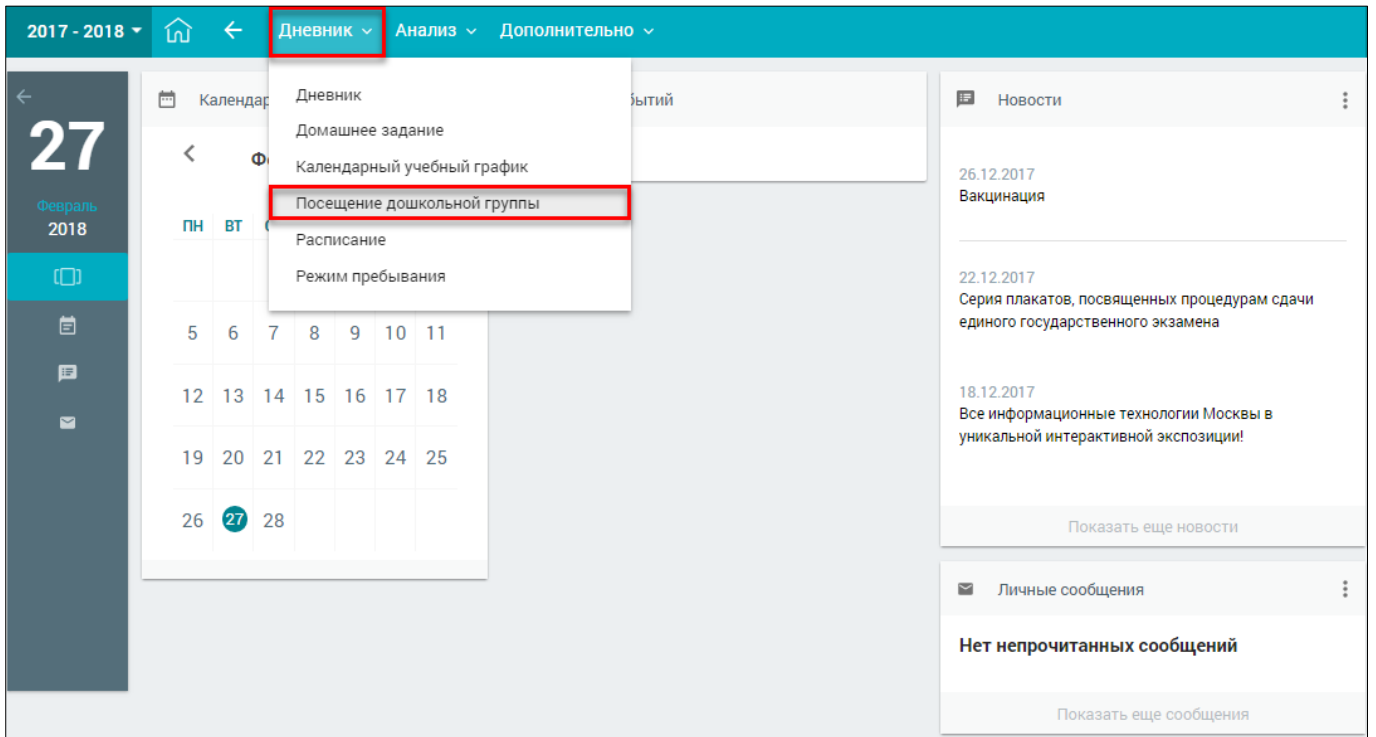 2017 - 2018 Дневник Анализ Дополнительно
27
Февраль
2018
Дневник
Домашнее задание
Календарный учебный график
Посещение дошкольной группы
Расписание
Режим пребывания
ПН ВТ
5 6 7 8 9 10 11
12 13 14 15 16 17 18
19 20 21 22 23 24 25
26 27 28
Новости
26.12.2017
Вакцинация
22.12.2017
Серия плакатов, посвященных процедурам сдачи
единого государственного экзамена
18.12.2017
Все информационные технологии Москвы в
уникальной интерактивной экспозиции!
Показать еще новости
Личные сообщения
Нет непрочитанных сообщений
Показать еще сообщения